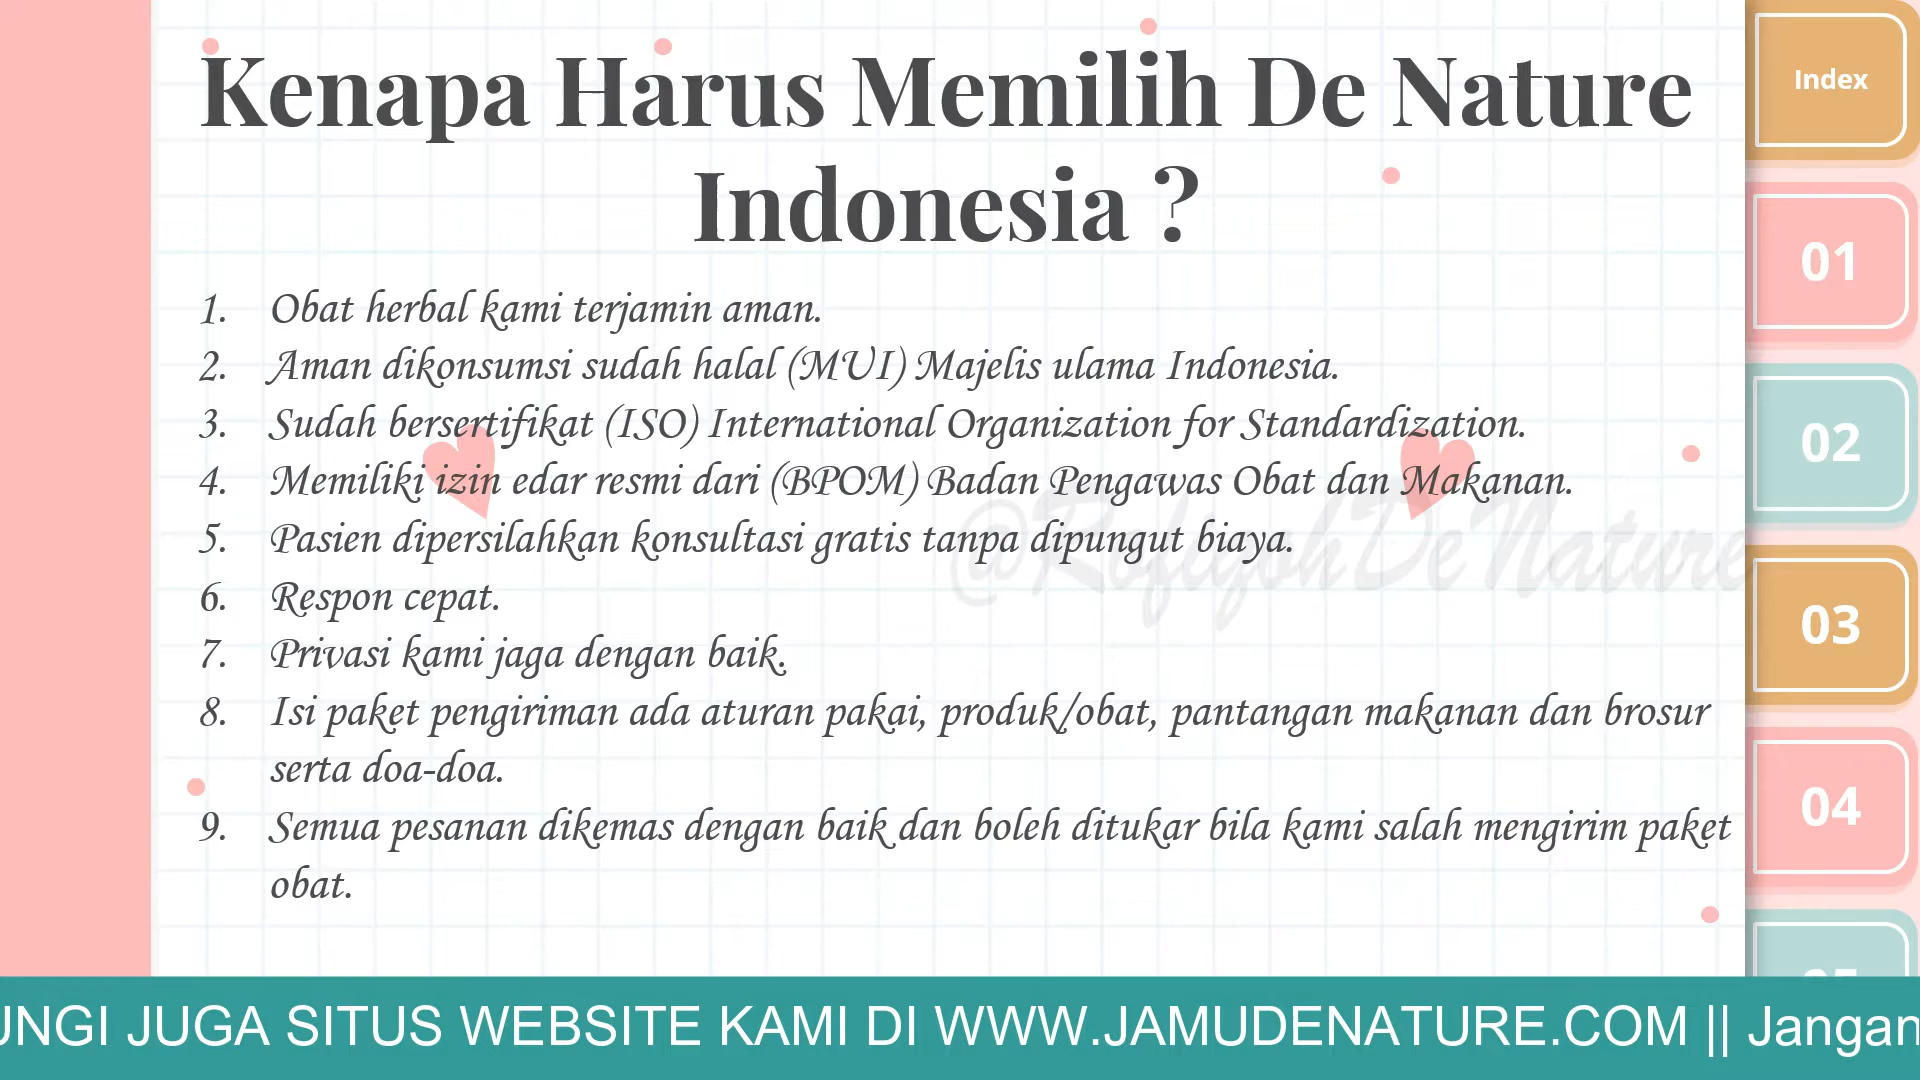 Kenapa Harus Memilih De Nature
Indonesia ?
1. Obat herbal kami terjamin aman.
2. Aman dikonsumsi sudah halal (MUI) Majelis ulama Indonesia.
3. Sudah bersertifikat (ISO) International Organization for Standardization.
4. Memiliki izin edar resmi dari (BPOM) Badan Pengawas Obat dan Makanan.
5. Pasien dipersilahkan konsultasi gratis tanpa dipungut biaya.
6. Respon cepat.
7. Privasi kami jaga dengan baik.
8. Isi paket pengiriman ada aturan pakai, produk/obat, pantangan makanan dan brosur
serta doa-doa.
9. Semua pesanan dikemas dengan baik dan boleh ditukar bila kami salah mengirim paket
obat.
Index
01
02
03
04
UNGI JUGA SITUS WEBSITE KAMI DI WWW.JAMUDENATURE.COM || Jangan